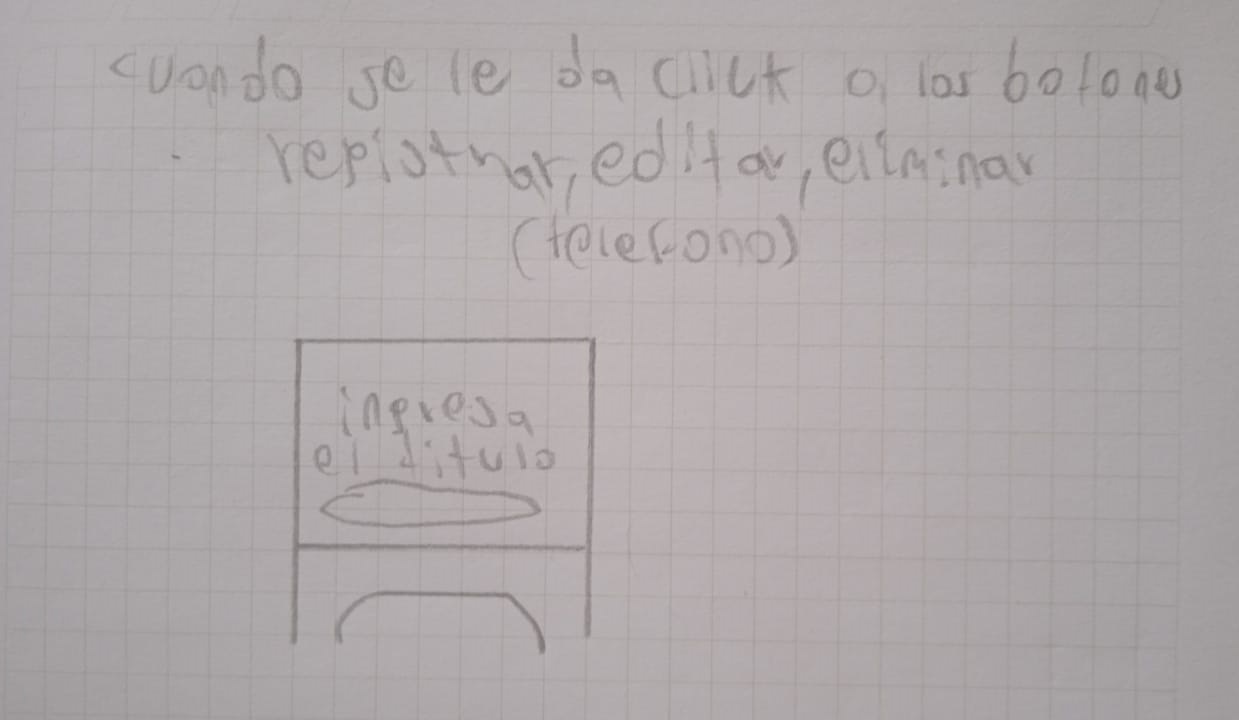 cuando se le da click a los botones
registrar, editar, eliminar
(telefono)
ingresa
el titulo